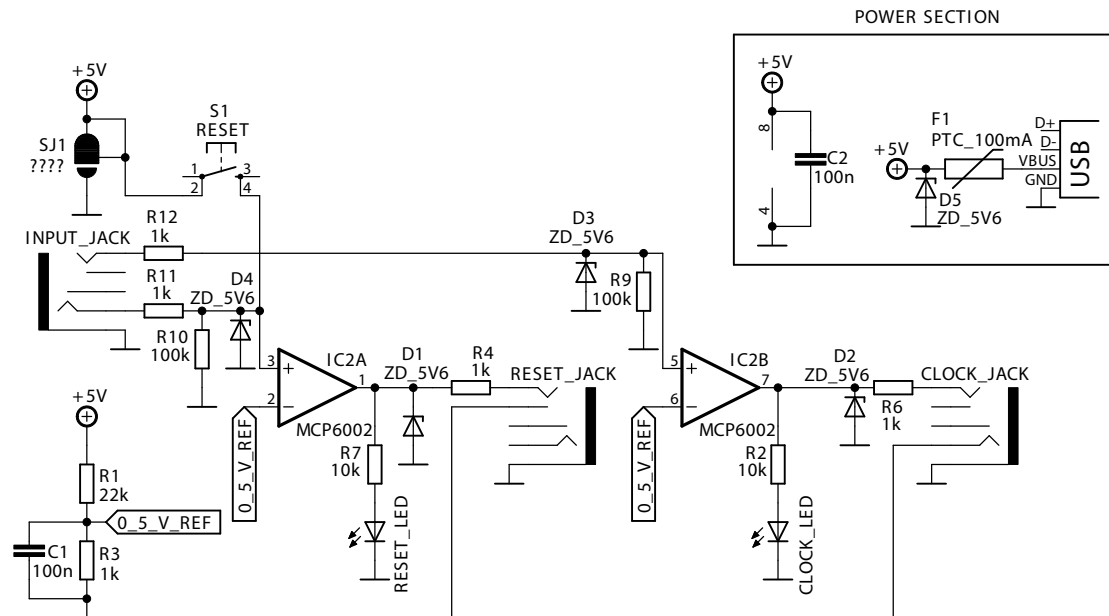 POWER SECTION
+5V
SJ1
????
S1
RESET
1
2
3
4
+5V
8
4
C2
100n
+5V
F1
PTC_100mA
D5
ZD_5V6
D+
D-
VBUS
GND
USB
INPUT_JACK
R12
1k
R11
1k
D4
ZD_5V6
R10
100k
D3
ZD_5V6
R9
100k
3
+
2
−
1
IC2A
MCP6002
0_5_V_REF
D1
ZD_5V6
R4
1k
RESET_JACK
R7
10k
RESET_LED
5
+
6
−
7
IC2B
MCP6002
0_5_V_REF
D2
ZD_5V6
R6
1k
CLOCK_JACK
R2
10k
CLOCK_LED
+5V
R1
22k
0_5_V_REF
C1
100n
R3
1k